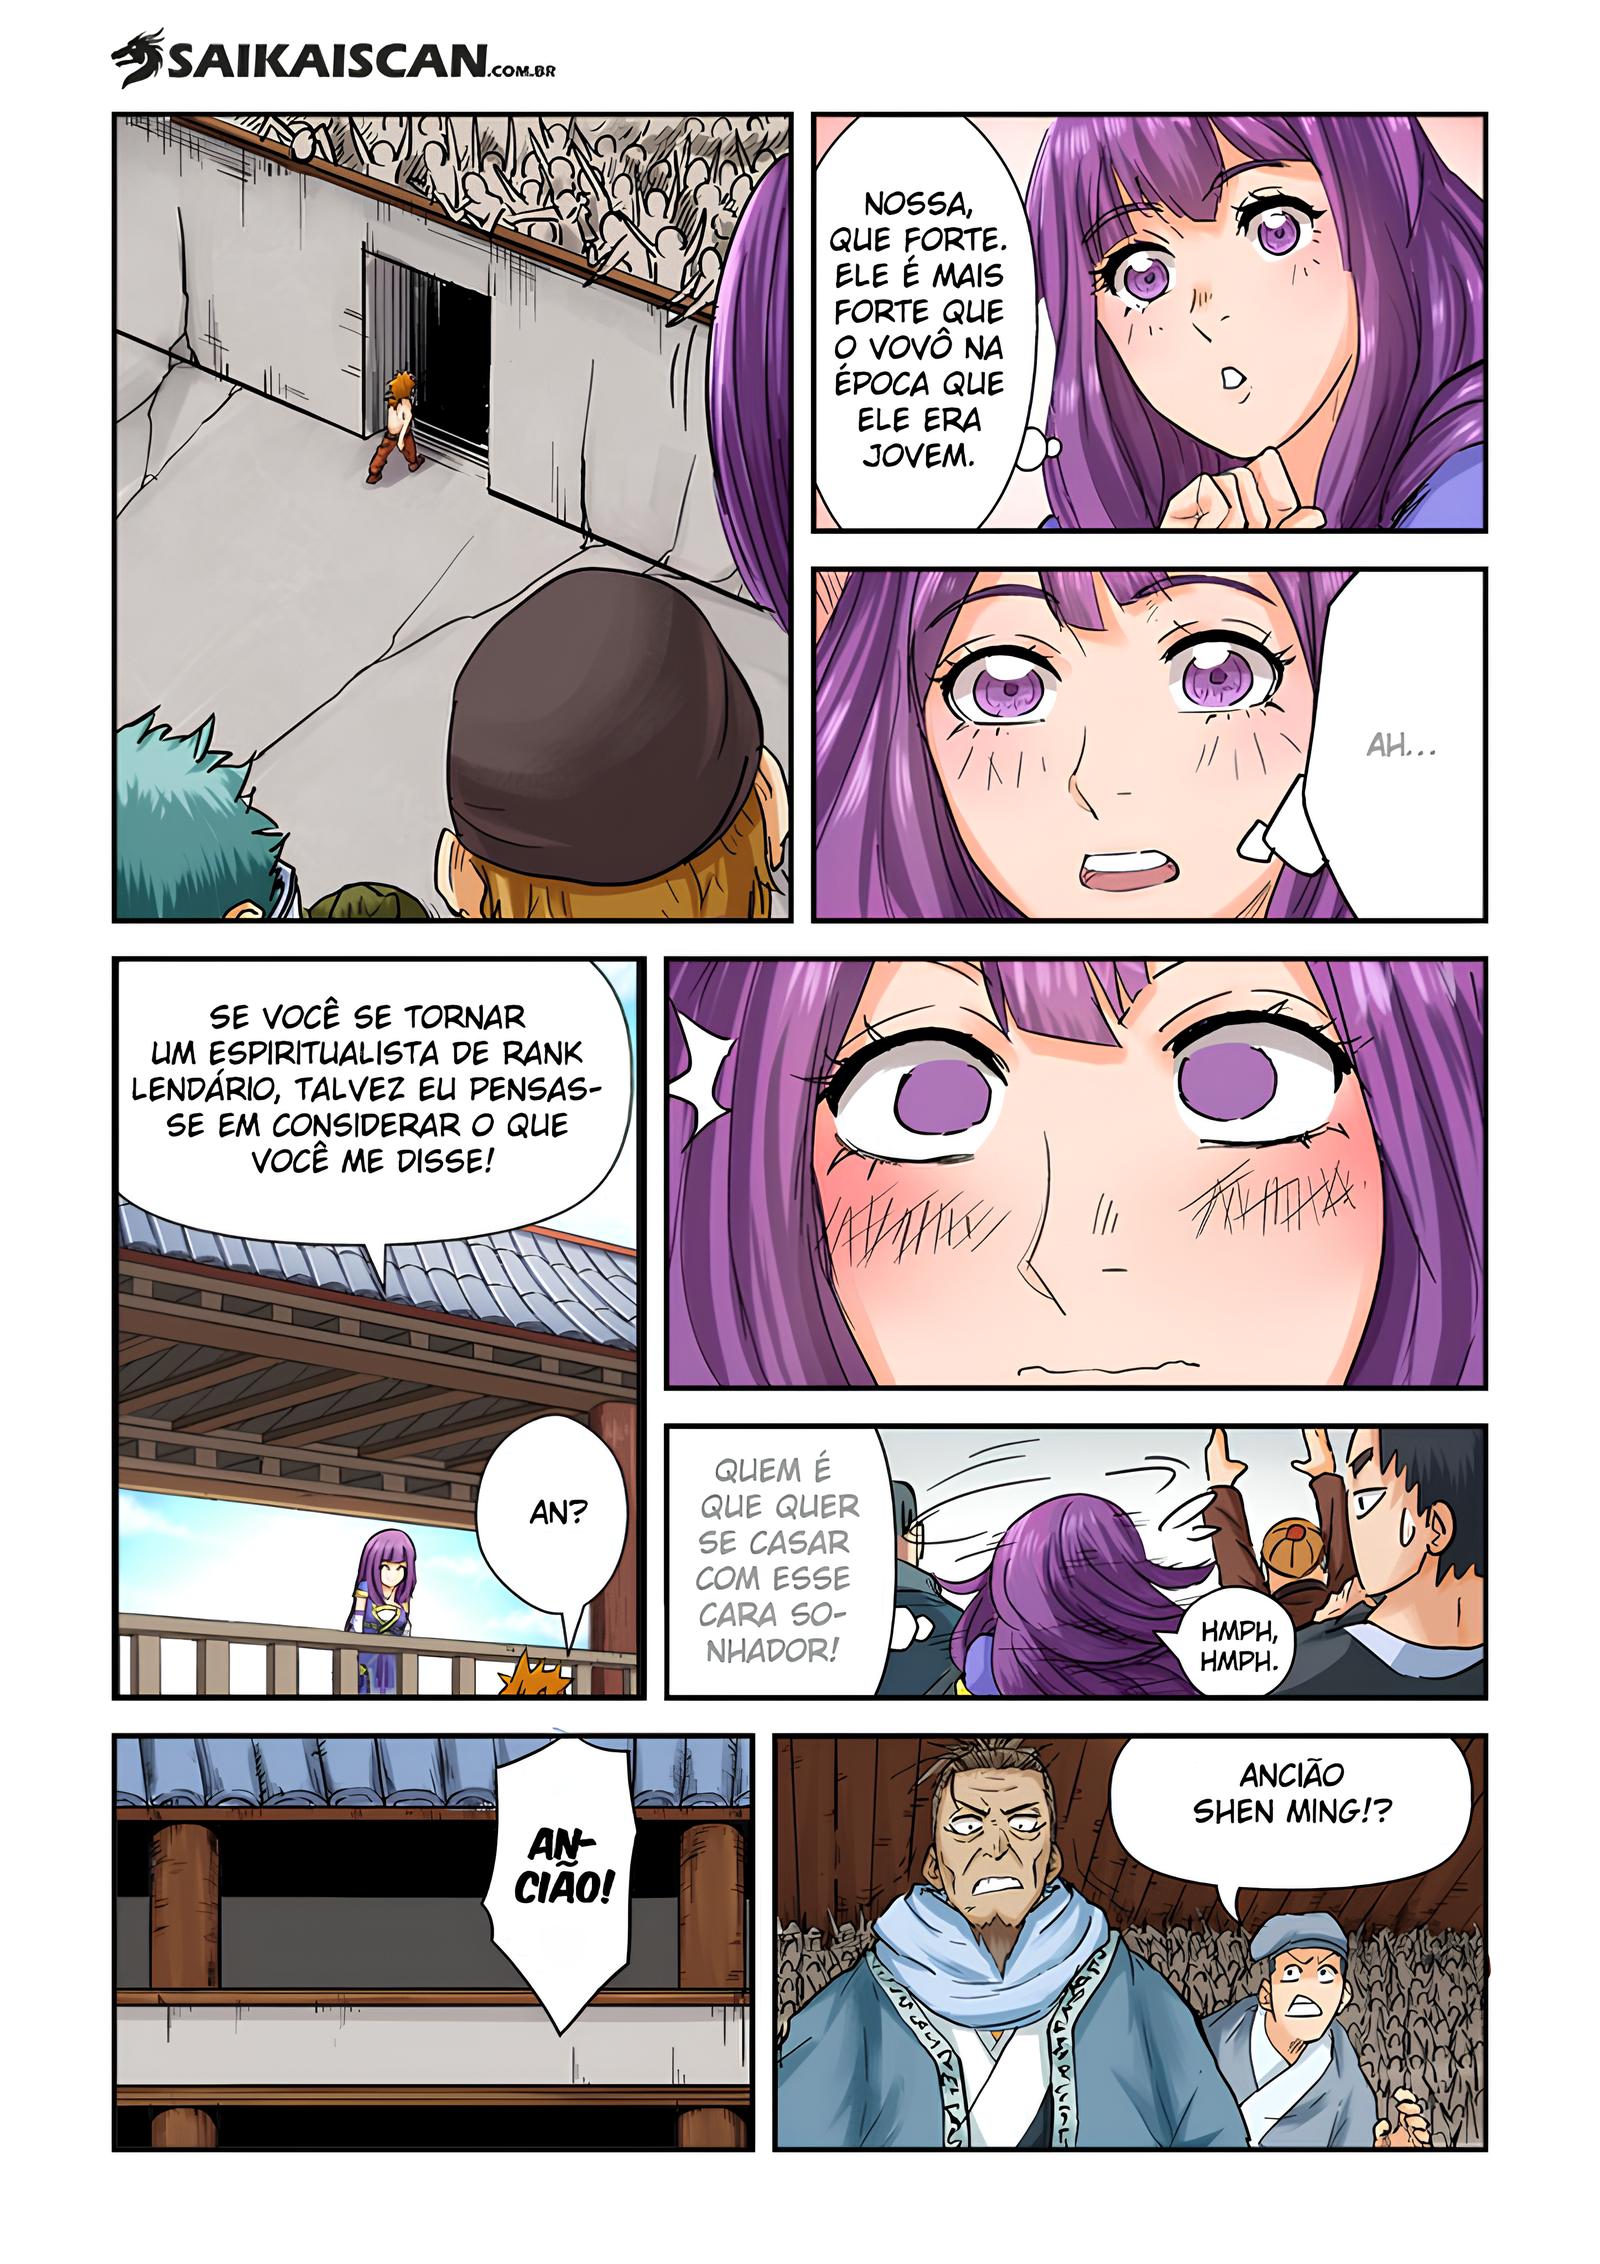 SAIKAISCAN.COM.BR
NOSSA,
QUE FORTE.
ELE É MAIS
FORTE QUE
O VOVÔ NA
ÉPOCA QUE
ELE ERA
JOVEM.
AH...
SE VOCÊ SE TORNAR
UM ESPIRITUALISTA DE RANK
LENDÁRIO, TALVEZ EU PENSAS-
SE EM CONSIDERAR O QUE
VOCÊ ME DISSE!
AN?
QUEM É
QUE QUER
SE CASAR
COM ESSE
CARA SO-
NHADOR!
HMPH,
HMPH.
AN-
CIÃO!
ANCIÃO
SHEN MING!?